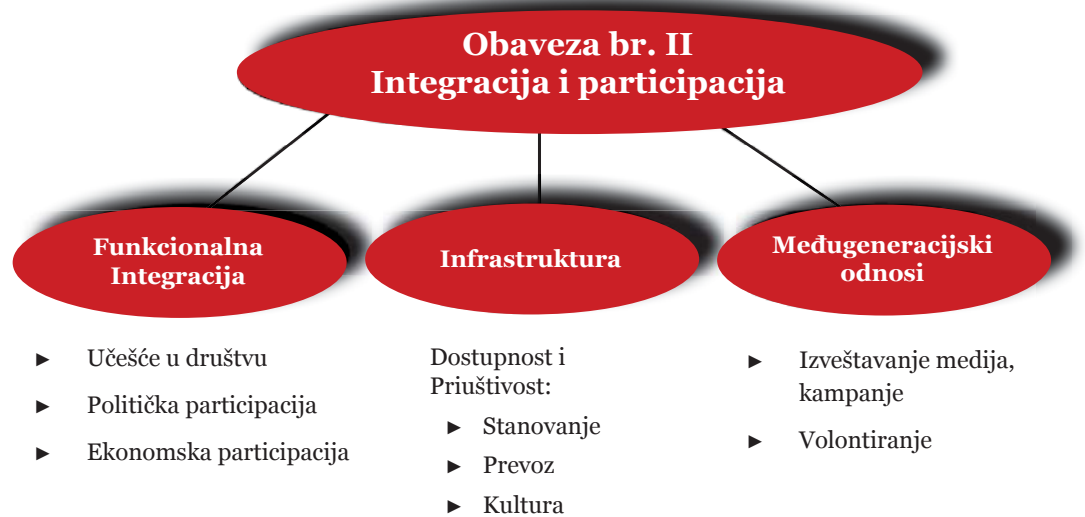 Obaveza br. II
Integracija i participacija
Funkcionalna
Integracija
► Učešće u društvu
► Politička participacija
► Ekonomska participacija
Infrastruktura
Dostupnost i
Priuštivost:
► Stanovanje
► Prevoz
► Kultura
Međugeneracijski
odnosi
► Izveštavanje medija,
kampanje
► Volontiranje